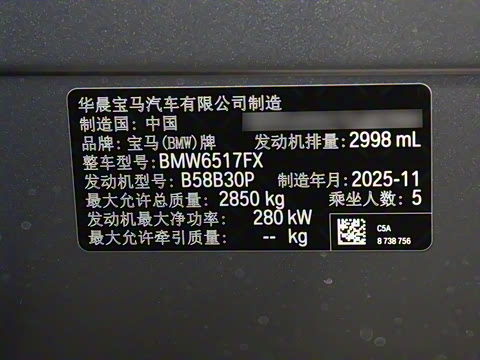 华晨宝马汽车有限公司制造
制造国: 中国
品牌: 宝马(BMW)牌 发动机排量: 2998 mL
整车型号: BMW6517FX
发动机型号: B58B30P 制造年月: 2025-11
最大允许总质量: 2850 kg 乘坐人数: 5
发动机最大净功率: 280 kW
最大允许牵引质量: -- kg
C5A
8 738 756